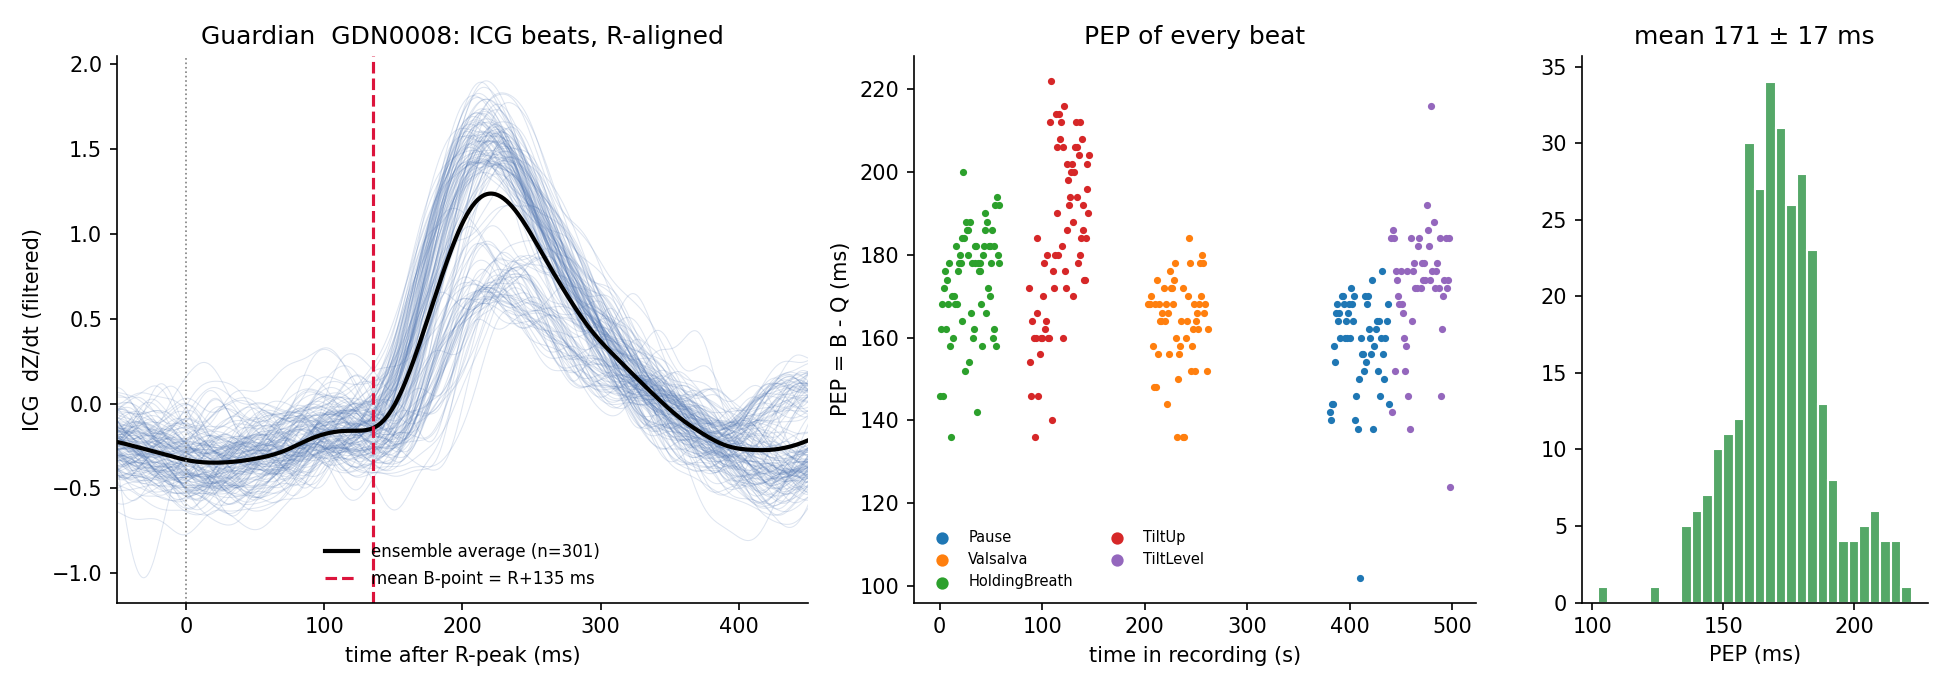 Guardian  GDN0008: ICG beats, R-aligned
ICG  dZ/dt (filtered)
2.0
1.5
1.0
0.5
0.0
−0.5
−1.0
ensemble average (n=301)
mean B-point = R+135 ms
0 100 200 300 400
time after R-peak (ms)
PEP of every beat
PEP = B - Q (ms)
220
200
180
160
140
120
100
Pause
Valsalva
HoldingBreath
TiltUp
TiltLevel
0 100 200 300 400 500
time in recording (s)
mean 171 ± 17 ms
35
30
25
20
15
10
5
0
100 150 200
PEP (ms)